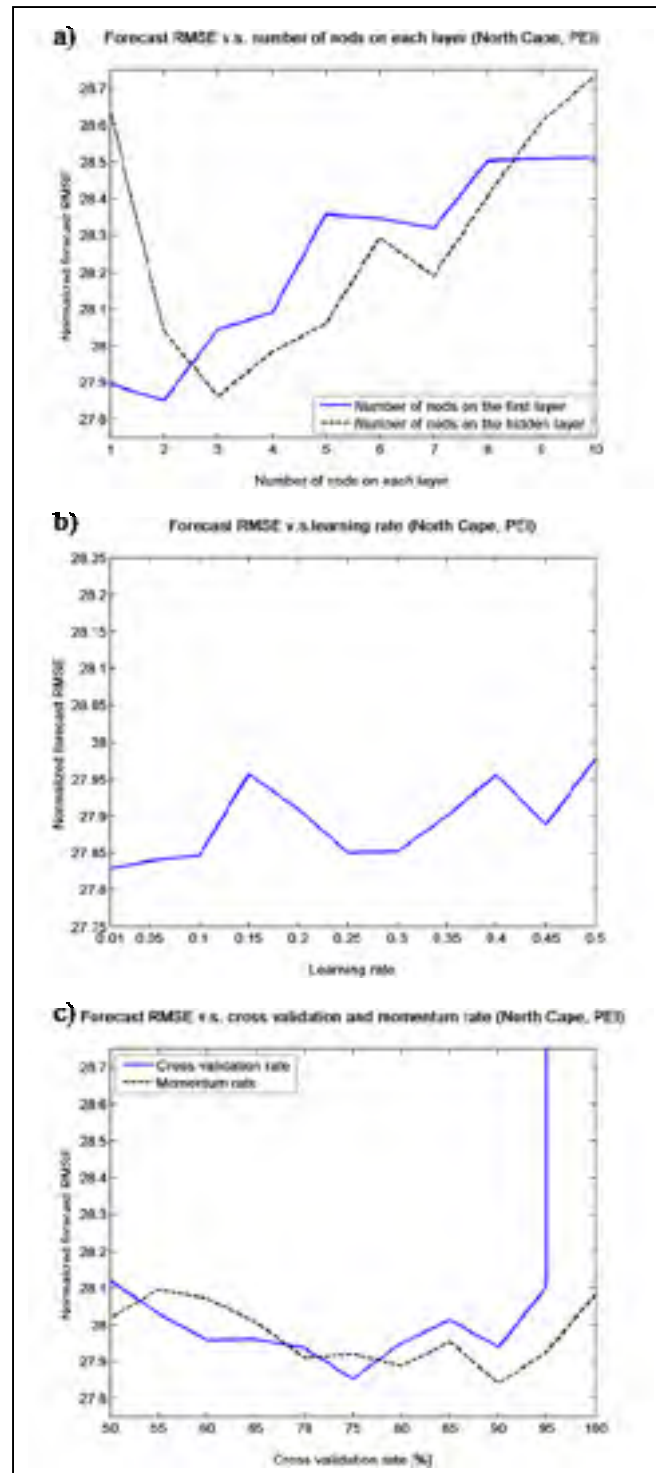 a) Forecast RMSE v.s. number of nods on each layer (North Cape, PEI)
28.7
28.6
28.5
28.4
28.3
28.2
28.1
28
27.9
27.8
Normalized forecast RMSE
Number of nods on the first layer
Number of nods on the hidden layer
1 2 3 4 5 6 7 8 9 10
Number of node on each layer
b) Forecast RMSE v.s.learning rate (North Cape, PEI)
28.25
28.2
28.15
28.1
28.05
28
27.95
27.9
27.85
27.8
27.75
Normalized forecast RMSE
0.01 0.05 0.1 0.15 0.2 0.25 0.3 0.35 0.4 0.45 0.5
Learning rate
c) Forecast RMSE v.s. cross validation and momentum rate (North Cape, PEI)
Cross validation rate
Momentum rate
28.7
28.6
28.5
28.4
28.3
28.2
28.1
28
27.9
27.8
Normalized forecast RMSE
50 55 60 65 70 75 80 85 90 95 100
Cross validation rate [%]